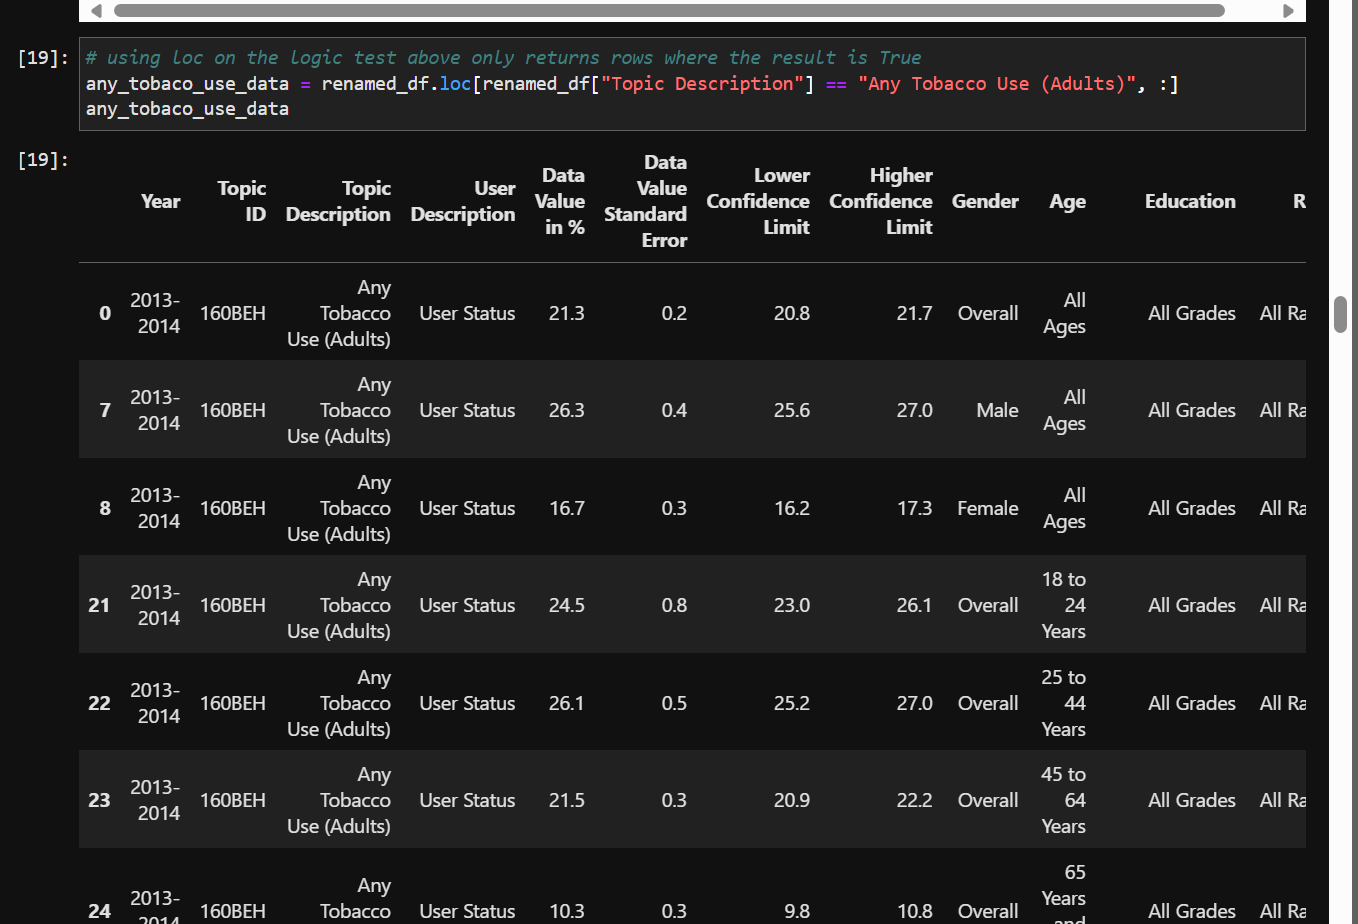 [19]:
# using loc on the logic test above only returns rows where the result is True
any_tobaco_use_data = renamed_df.loc[renamed_df["Topic Description"] == "Any Tobacco Use (Adults)", :]
any_tobaco_use_data
[19]:
Year Topic ID Topic Description User Description Data Value in % Data Value Standard Error Lower Confidence Limit Higher Confidence Limit Gender Age Education R
0 2013-2014 160BEH Any Tobacco Use (Adults) User Status 21.3 0.2 20.8 21.7 Overall All Ages All Grades All Ra
7 2013-2014 160BEH Any Tobacco Use (Adults) User Status 26.3 0.4 25.6 27.0 Male All Ages All Grades All Ra
8 2013-2014 160BEH Any Tobacco Use (Adults) User Status 16.7 0.3 16.2 17.3 Female All Ages All Grades All Ra
21 2013-2014 160BEH Any Tobacco Use (Adults) User Status 24.5 0.8 23.0 26.1 Overall 18 to 24 Years All Grades All Ra
22 2013-2014 160BEH Any Tobacco Use (Adults) User Status 26.1 0.5 25.2 27.0 Overall 25 to 44 Years All Grades All Ra
23 2013-2014 160BEH Any Tobacco Use (Adults) User Status 21.5 0.3 20.9 22.2 Overall 45 to 64 Years All Grades All Ra
24 2013-2014 160BEH Any Tobacco User Status 10.3 0.3 9.8 10.8 Overall 65 Years and All Grades All Ra